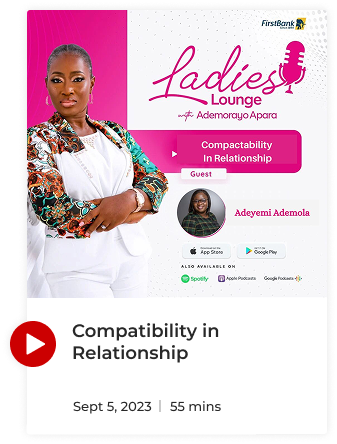 FirstBank
Ladies
Lounge
with Ademorayo Apara
Compactability
In Relationship
Guest
Adeyemi Ademola
App Store
Google Play
ALSO AVAILABLE ON
Spotify Apple Podcasts Google Podcasts
Compatibility in
Relationship
Sept 5, 2023 | 55 mins